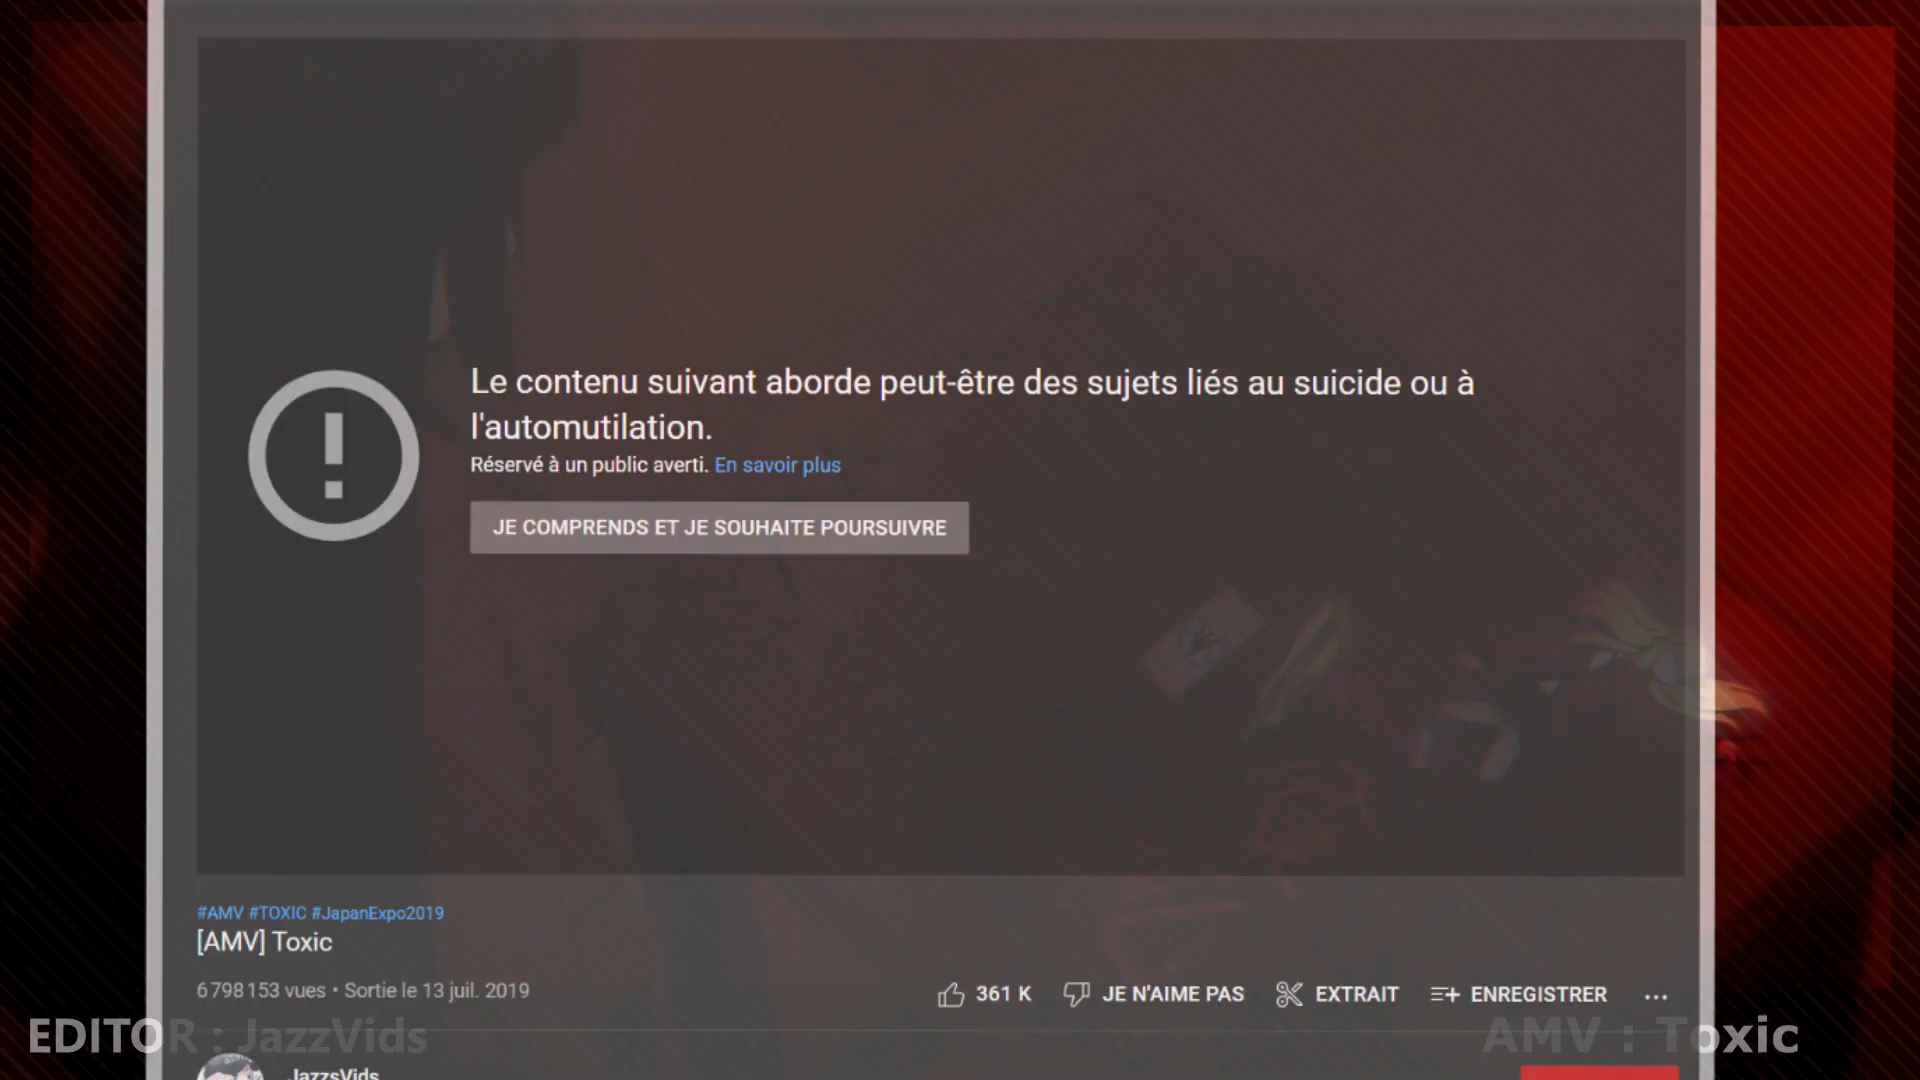 Le contenu suivant aborde peut-être des sujets liés au suicide ou à
l'automutilation.
Réservé à un public averti. En savoir plus
JE COMPRENDS ET JE SOUHAITE POURSUIVRE
#AMV #TOXIC #JapanExpo2019
[AMV] Toxic
6 798 153 vues • Sortie le 13 juil. 2019
361 K JE N'AIME PAS EXTRAIT ENREGISTRER ...
EDITOR : JazzVids
AMV : Toxic
JazzsVids